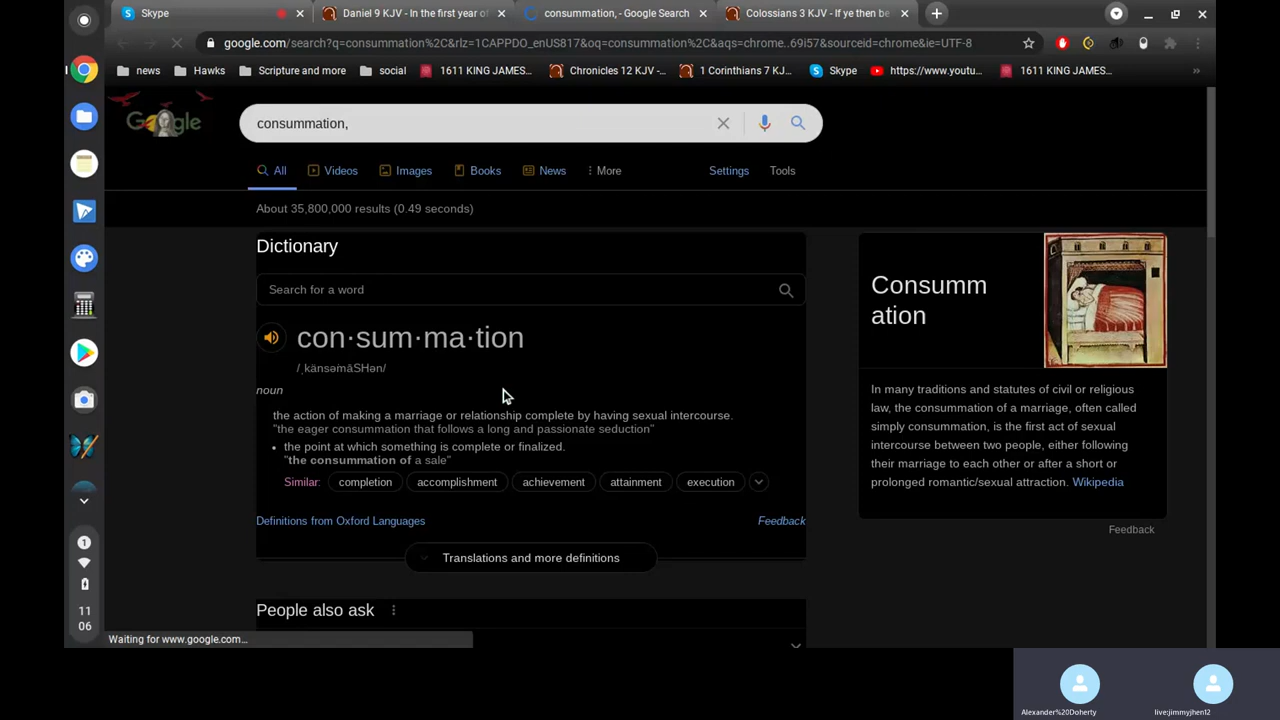 Skype
Daniel 9 KJV - In the first year of
consummation, - Google Search
Colossians 3 KJV - If ye then be
google.com/search?q=consummation%2C&rlz=1CAPPDO_enUS817&oq=consummation%2C&aqs=chrome..69i57&sourceid=chrome&ie=UTF-8
news
Hawks
Scripture and more
social
1611 KING JAMES...
Chronicles 12 KJV -...
1 Corinthians 7 KJ...
Skype
https://www.youtu...
1611 KING JAMES...
»
consummation,
All
Videos
Images
Books
News
More
Settings
Tools
About 35,800,000 results (0.49 seconds)
Dictionary
Search for a word
con·sum·ma·tion
/ˌkänsəˈmāSHən/
noun
the action of making a marriage or relationship complete by having sexual intercourse.
"the eager consummation that follows a long and passionate seduction"
• the point at which something is complete or finalized.
"the consummation of a sale"
Similar:
completion
accomplishment
achievement
attainment
execution
Definitions from Oxford Languages
Feedback
Translations and more definitions
People also ask
Consumm
ation
In many traditions and statutes of civil or religious
law, the consummation of a marriage, often called
simply consummation, is the first act of sexual
intercourse between two people, either following
their marriage to each other or after a short or
prolonged romantic/sexual attraction. Wikipedia
Feedback
1
11
06
Waiting for www.google.com...
Alexander%20Doherty
live:jimmyjhen12